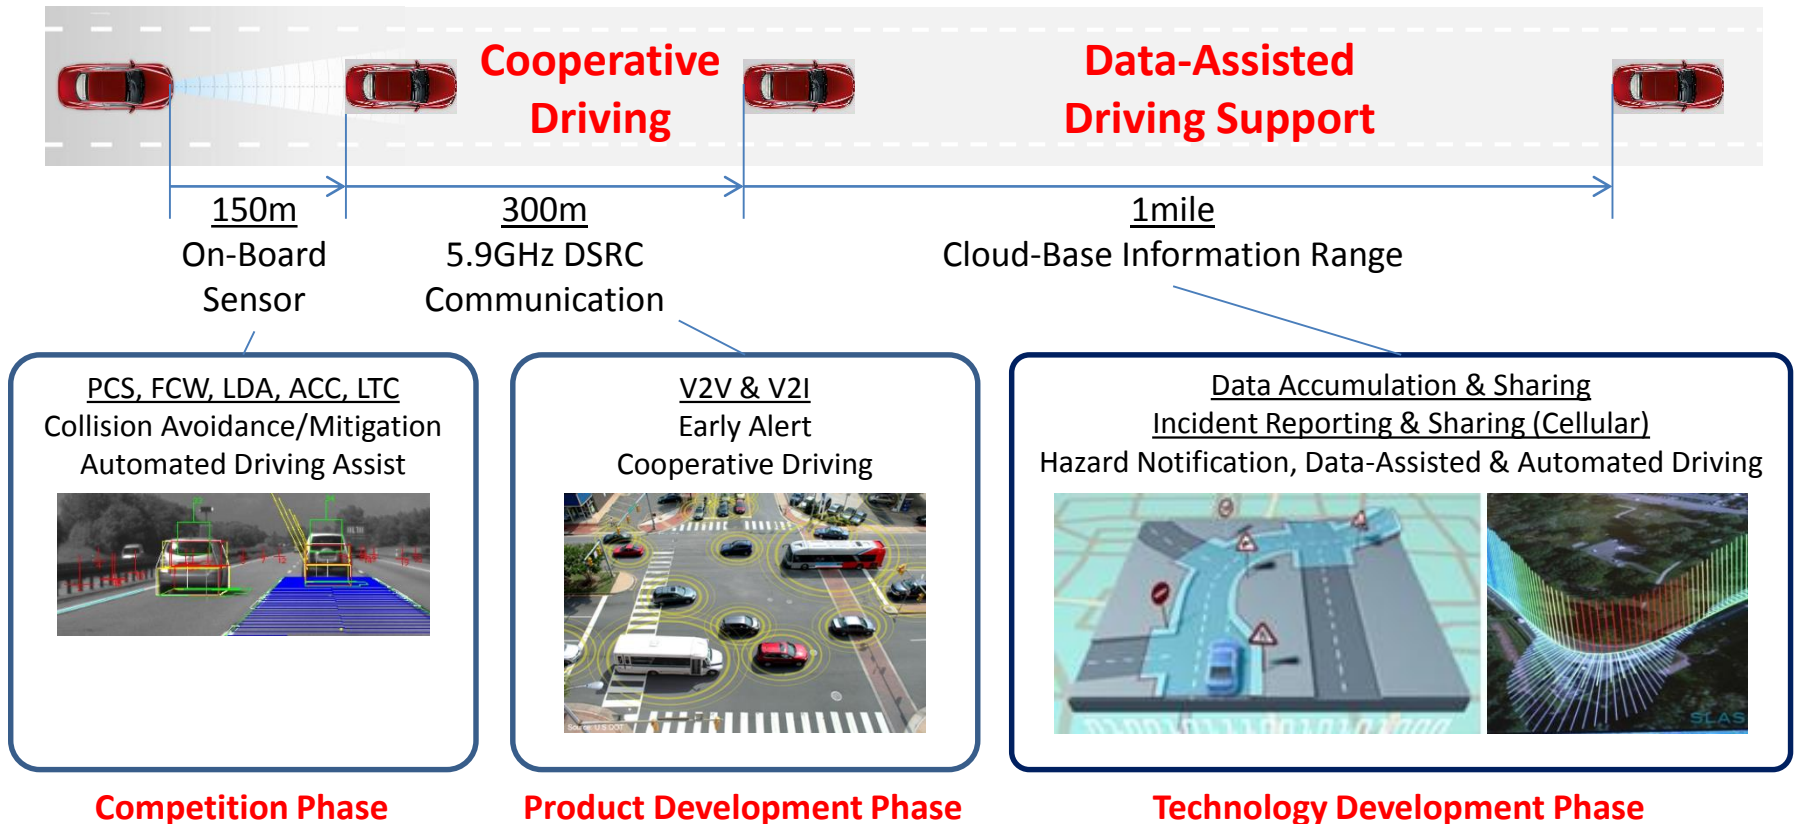 Cooperative
Driving
Data-Assisted
Driving Support
150m
On-Board
Sensor
300m
5.9GHz DSRC
Communication
1mile
Cloud-Base Information Range
PCS, FCW, LDA, ACC, LTC
Collision Avoidance/Mitigation
Automated Driving Assist
V2V & V2I
Early Alert
Cooperative Driving
Source: U.S. DOT
Data Accumulation & Sharing
Incident Reporting & Sharing (Cellular)
Hazard Notification, Data-Assisted & Automated Driving
SLAS
Competition Phase
Product Development Phase
Technology Development Phase